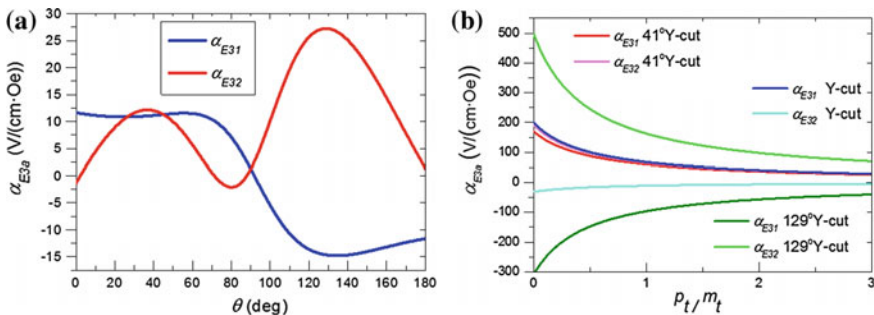 (a)
35
30
25
20
15
10
5
0
-5
-10
-15
α_E3a (V/(cm·Oe))
α_E31
α_E32
0 20 40 60 80 100 120 140 160 180
θ (deg)
(b)
500
400
300
200
100
0
-100
-200
-300
α_E3a (V/(cm·Oe))
α_E31 41°Y-cut
α_E32 41°Y-cut
α_E31 Y-cut
α_E32 Y-cut
α_E31 129°Y-cut
α_E32 129°Y-cut
0 1 2 3
p_t/m_t